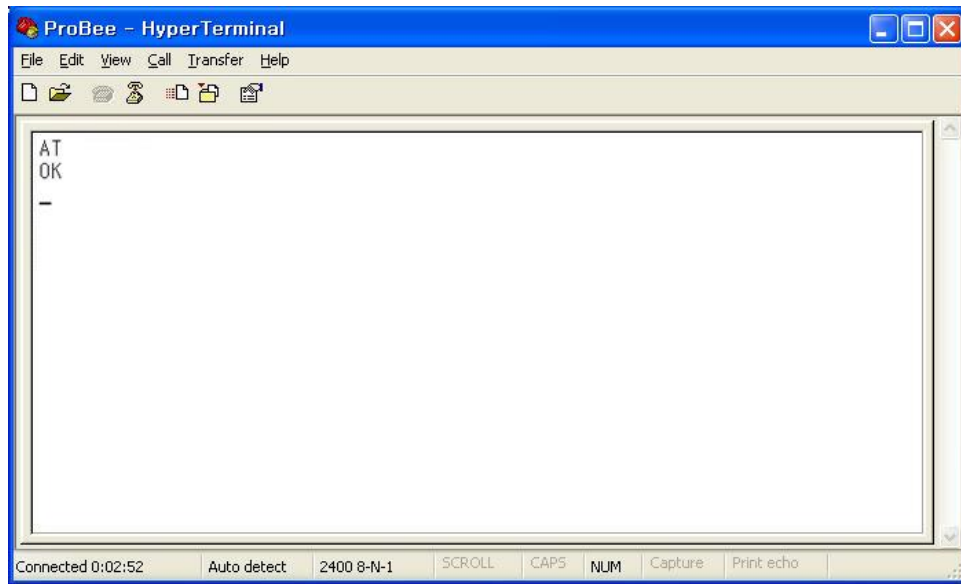 ProBee - HyperTerminal
File Edit View Call Transfer Help
AT
OK
_
Connected 0:02:52 Auto detect 2400 8-N-1 SCROLL CAPS NUM Capture Print echo